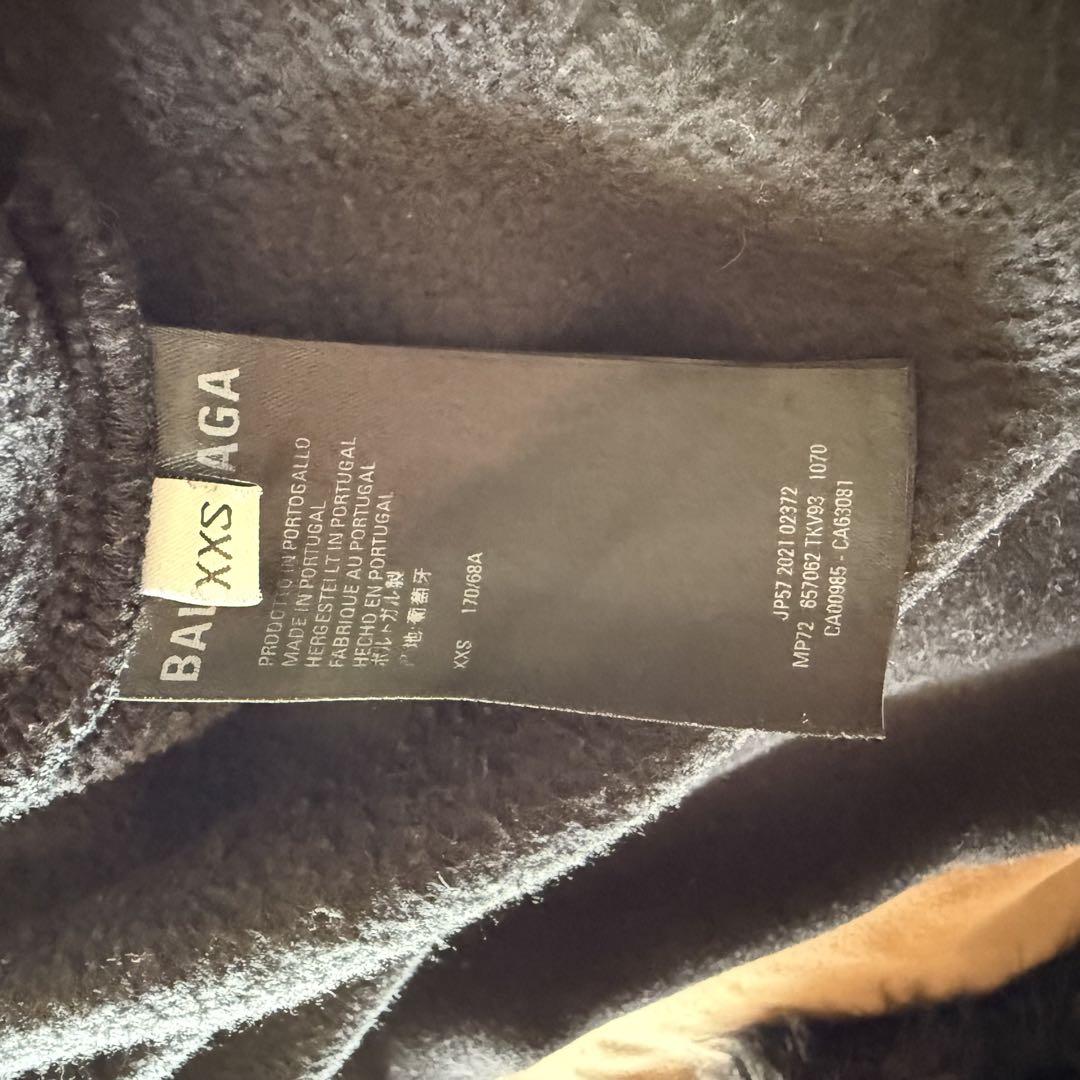 BAL AGA
XXS
PRODOTTO IN PORTOGALLO
MADE IN PORTUGAL
HERGESTELLT IN PORTUGAL
FABRIQUE AU PORTUGAL
HECHO EN PORTUGAL
ポルトガル製
地:葡萄牙
XXS 170/68A
JP57 2021 02372
MP72 657062 TKV93 1070
CA00985 - CA63081